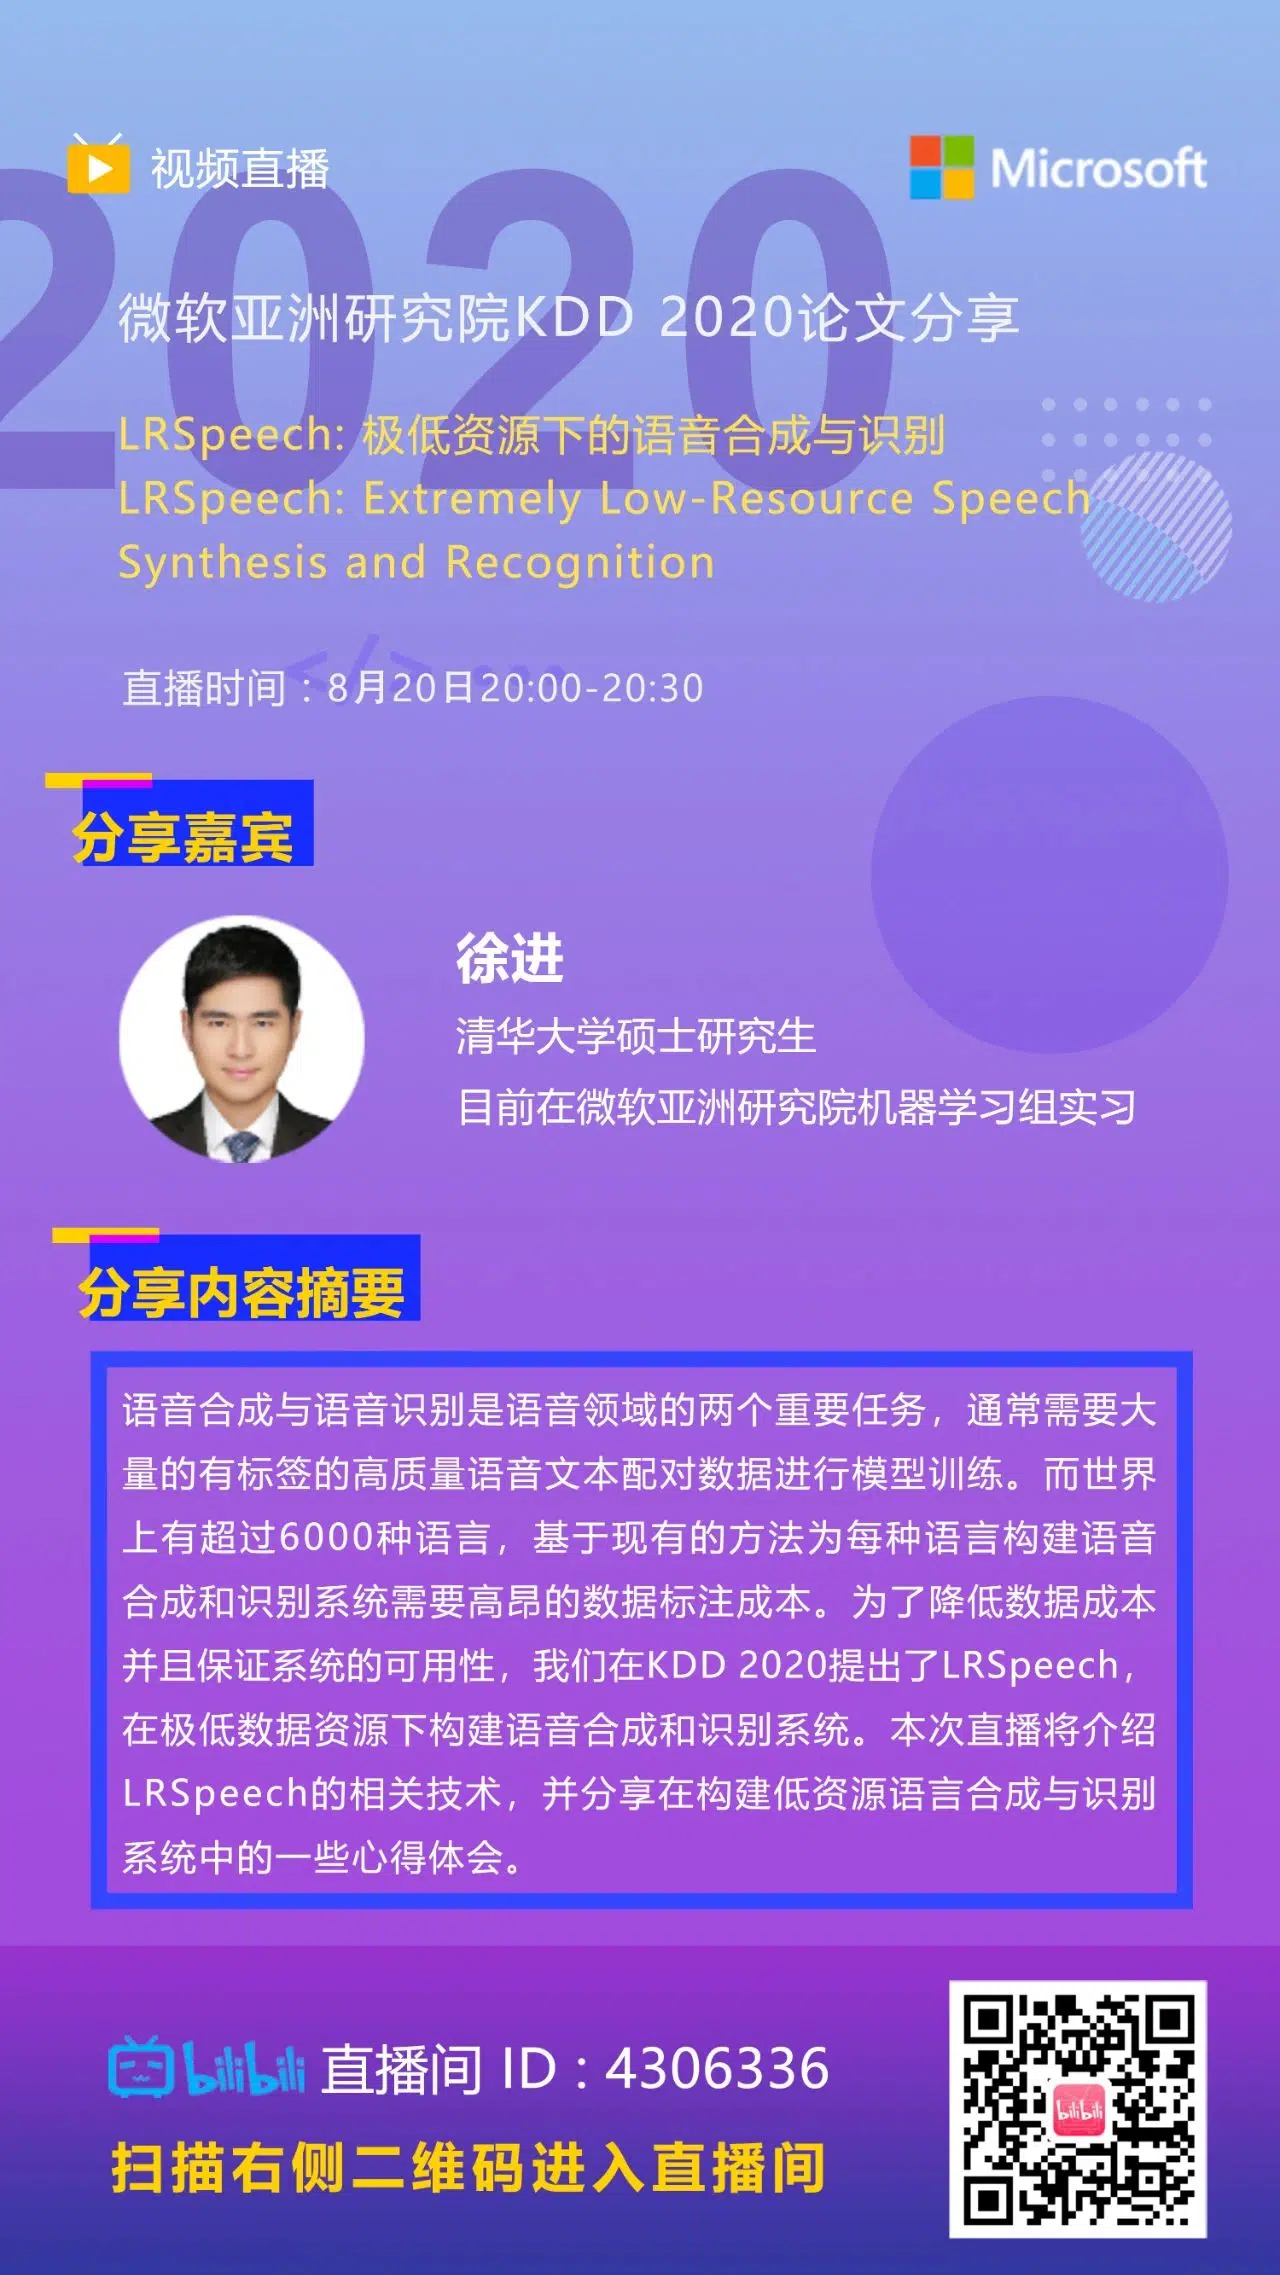 视频直播
Microsoft
2020
微软亚洲研究院KDD 2020论文分享
LRSpeech: 极低资源下的语音合成与识别
LRSpeech: Extremely Low-Resource Speech
Synthesis and Recognition
</>...
直播时间：8月20日20:00-20:30
分享嘉宾
徐进
清华大学硕士研究生
目前在微软亚洲研究院机器学习组实习
分享内容摘要
语音合成与语音识别是语音领域的两个重要任务，通常需要大
量的有标签的高质量语音文本配对数据进行模型训练。而世界
上有超过6000种语言，基于现有的方法为每种语言构建语音
合成和识别系统需要高昂的数据标注成本。为了降低数据成本
并且保证系统的可用性，我们在KDD 2020提出了LRSpeech，
在极低数据资源下构建语音合成和识别系统。本次直播将介绍
LRSpeech的相关技术，并分享在构建低资源语言合成与识别
系统中的一些心得体会。
bilibili 直播间 ID：4306336
扫描右侧二维码进入直播间
bilibili